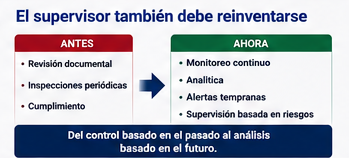 El supervisor también debe reinventarse
ANTES
• Revisión documental
• Inspecciones periódicas
• Cumplimiento
AHORA
• Monitoreo continuo
• Analitica
• Alertas tempranas
• Supervisión basada en riesgos
Del control basado en el pasado al análisis
basado en el futuro.